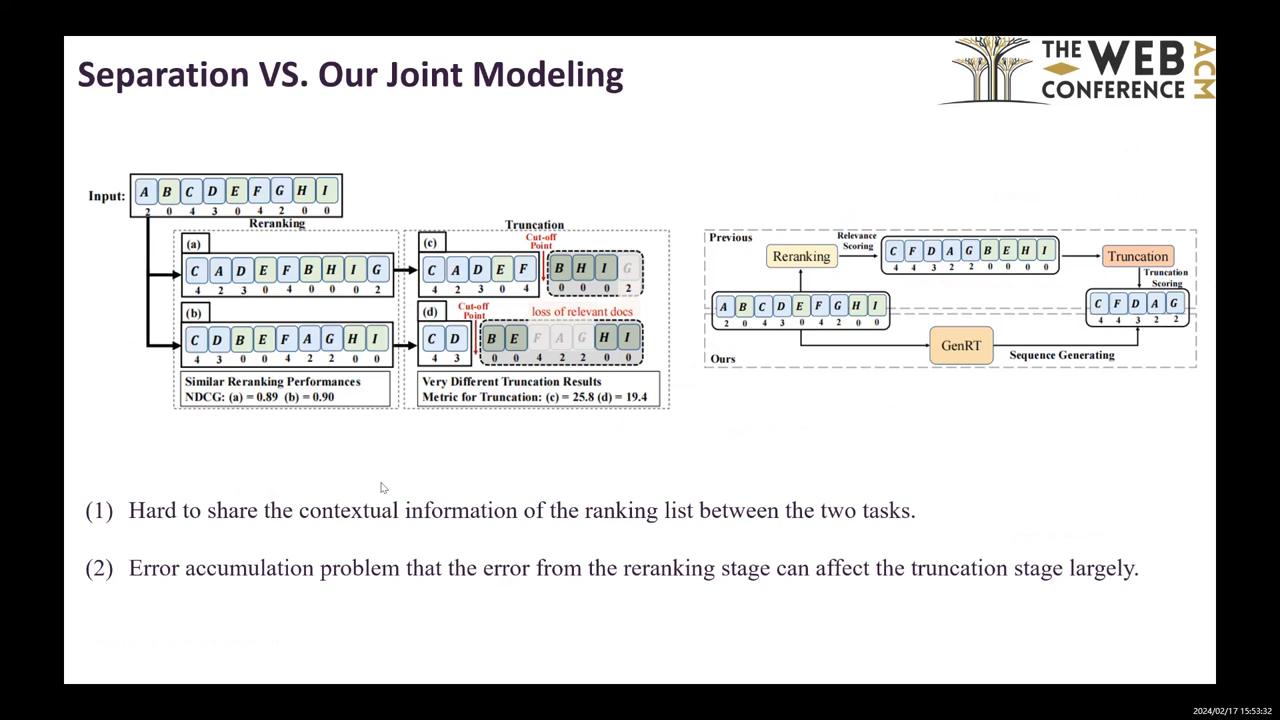 Separation VS. Our Joint Modeling
THE WEB
CONFERENCE
ACM
Input:
A B C D E F G H I
2 0 4 3 0 4 2 0 0
Reranking
(a)
C A D E F B H I G
4 2 3 0 4 0 0 0 2
(b)
C D B E F A G H I
4 3 0 0 4 2 2 0 0
Similar Reranking Performances
NDCG: (a) = 0.89 (b) = 0.90
Truncation
(c)
Cut-off
Point
C A D E F B H I G
4 2 3 0 4 0 0 0 2
(d)
Cut-off
Point
loss of relevant docs
C D B E F A G H I
4 3 0 0 4 2 2 0 0
Very Different Truncation Results
Metric for Truncation: (c) = 25.8 (d) = 19.4
Previous
Reranking
Relevance
Scoring
C F D A G B E H I
4 4 3 2 2 0 0 0 0
Truncation
Truncation
Scoring
A B C D E F G H I
2 0 4 3 0 4 2 0 0
C F D A G
4 4 3 2 2
Ours
GenRT
Sequence Generating
(1) Hard to share the contextual information of the ranking list between the two tasks.
(2) Error accumulation problem that the error from the reranking stage can affect the truncation stage largely.
2024/02/17 15:53:32